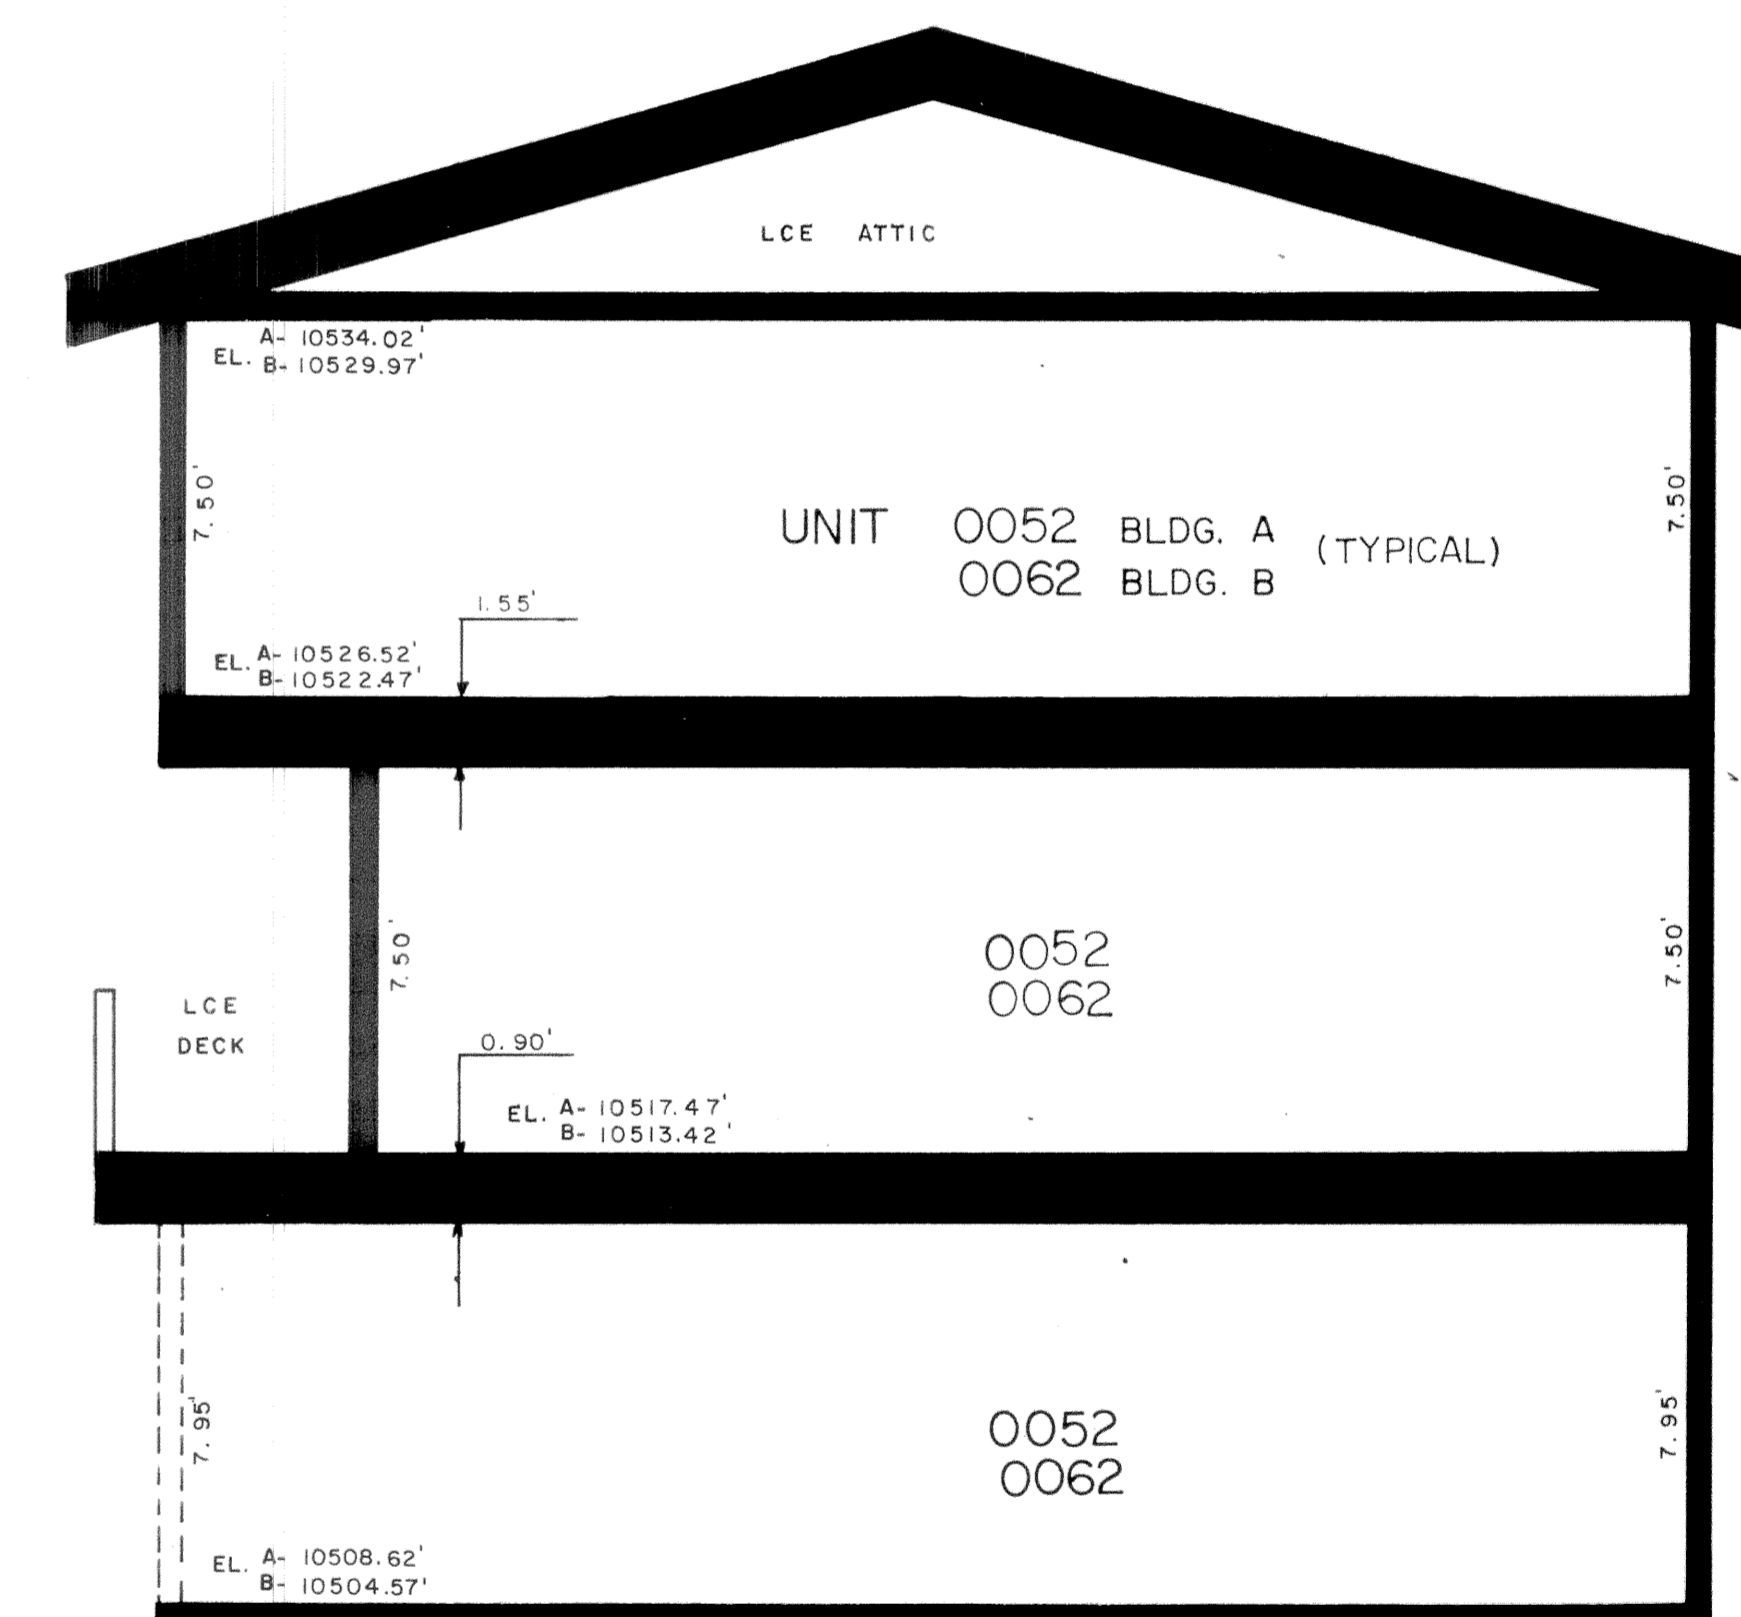 LCE ATTIC
A- 10534.02'
EL. B- 10529.97'
7.50'
7.50'
UNIT 0052 BLDG. A (TYPICAL)
0062 BLDG. B
1.55'
EL. A- 10526.52'
B- 10522.47'
7.50'
7.50'
0052
0062
LCE
DECK
0.90'
EL. A- 10517.47'
B- 10513.42'
7.95'
7.95'
0052
0062
EL. A- 10508.62'
B- 10504.57'